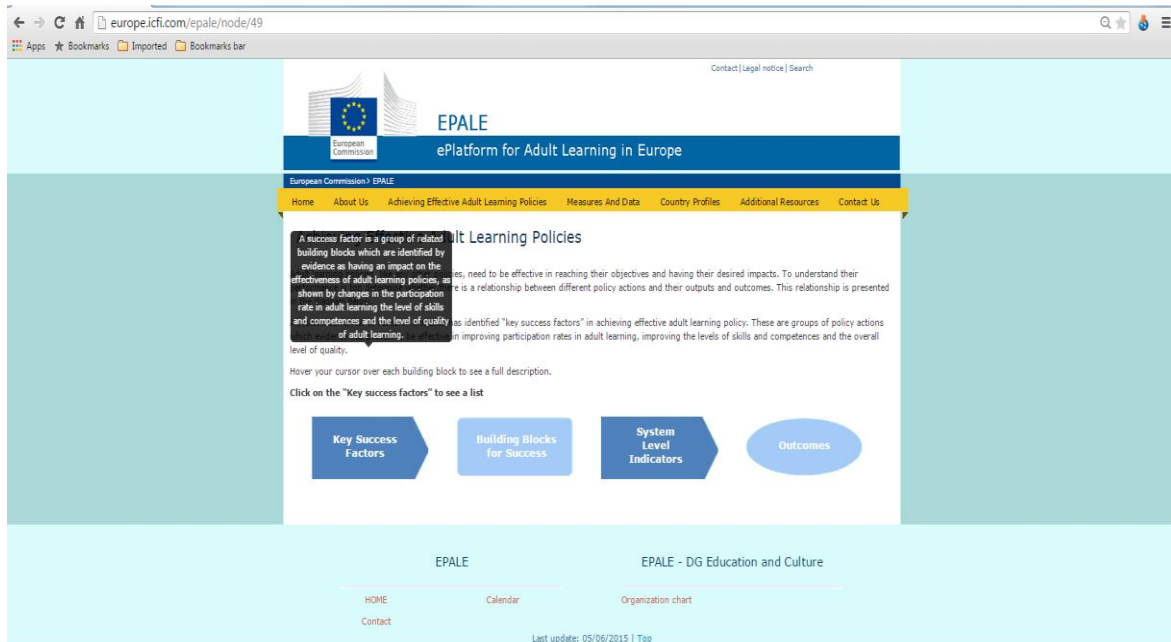 europe.icfi.com/epale/node/49
Apps Bookmarks Imported Bookmarks bar
Contact | Legal notice | Search
European
Commission
EPALE
ePlatform for Adult Learning in Europe
European Commission > EPALE
Home About Us Achieving Effective Adult Learning Policies Measures And Data Country Profiles Additional Resources Contact Us
Adult Learning Policies
A success factor is a group of related
building blocks which are identified by
evidence as having an impact on the
effectiveness of adult learning policies, as
shown by changes in the participation
rate in adult learning the level of skills
and competences and the level of quality
of adult learning.
need to be effective in reaching their objectives and having their desired impacts. To understand their
is a relationship between different policy actions and their outputs and outcomes. This relationship is presented
has identified "key success factors" in achieving effective adult learning policy. These are groups of policy actions
in improving participation rates in adult learning, improving the levels of skills and competences and the overall
level of quality.
Hover your cursor over each building block to see a full description.
Click on the "Key success factors" to see a list
Key Success
Factors
Building Blocks
for Success
System
Level
Indicators
Outcomes
EPALE
EPALE - DG Education and Culture
HOME Calendar Organization chart
Contact
Last update: 05/06/2015 | Top